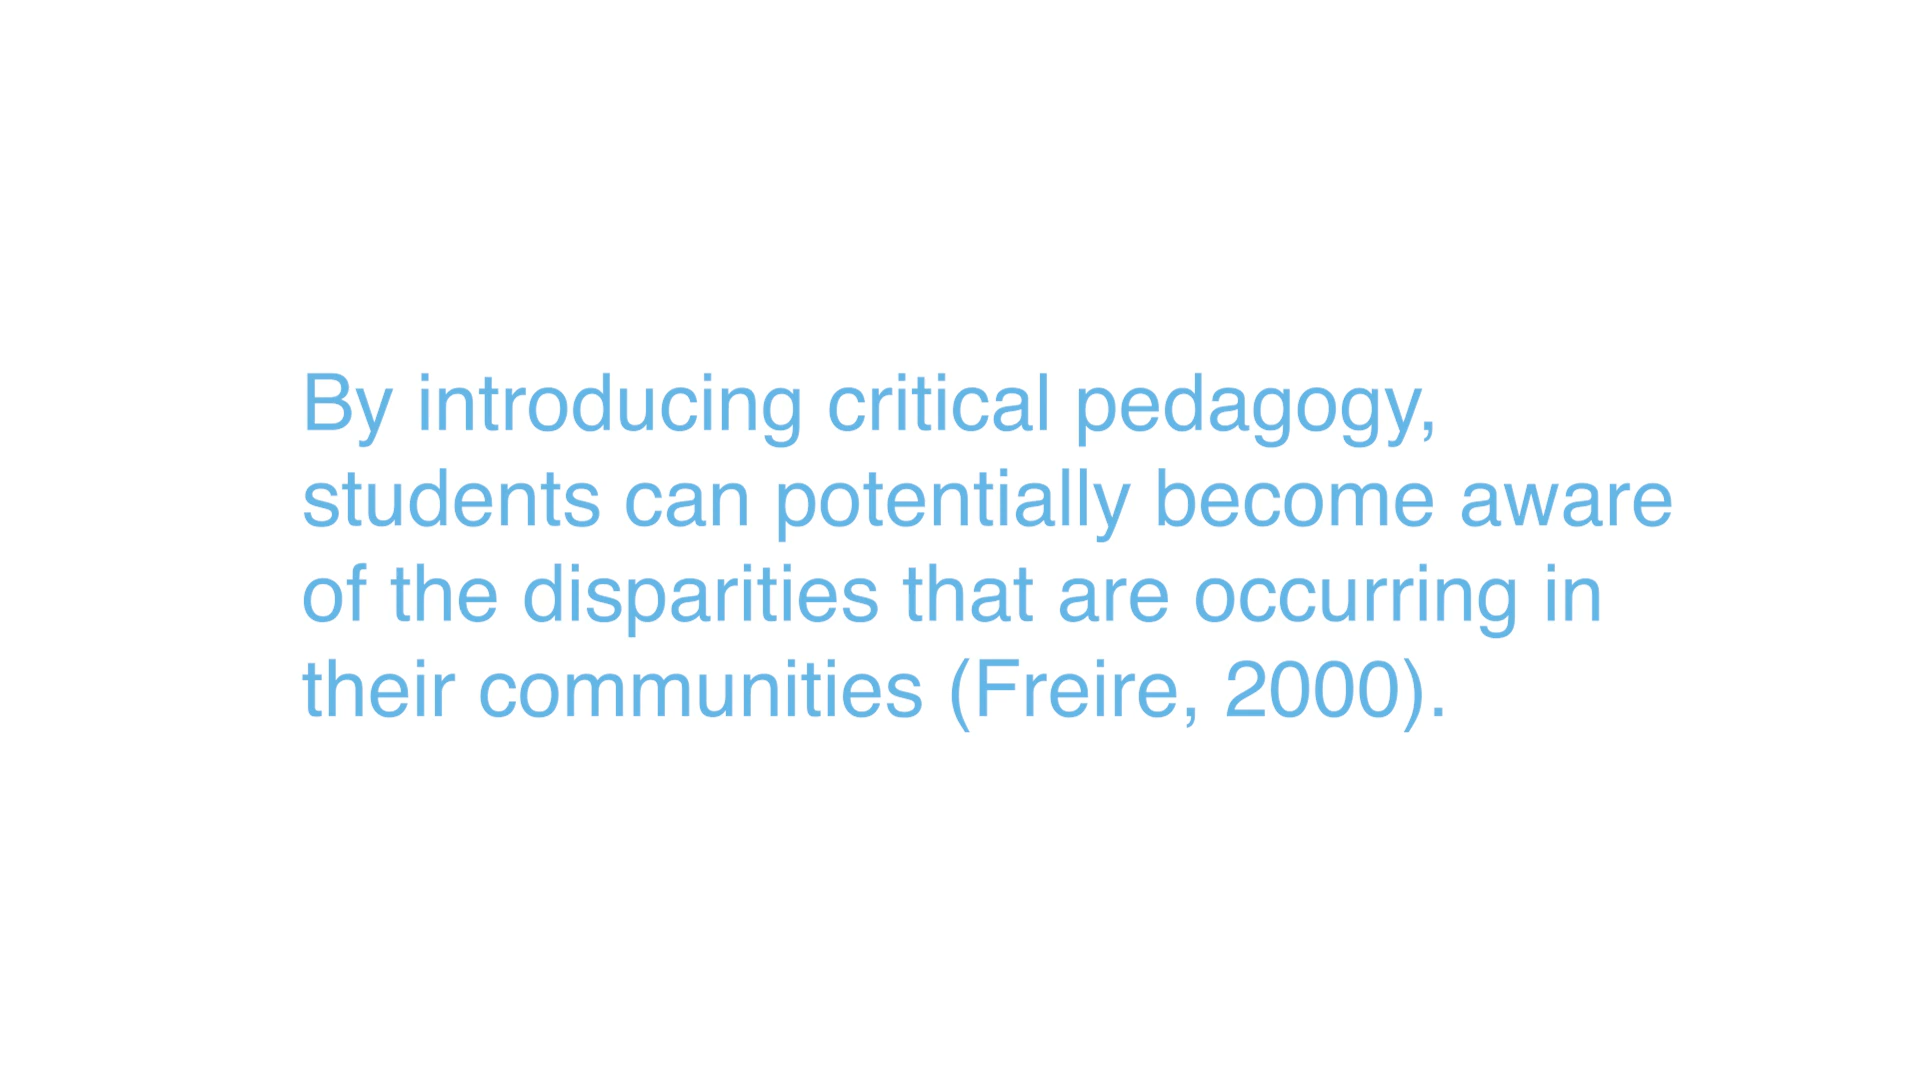 By introducing critical pedagogy,
students can potentially become aware
of the disparities that are occurring in
their communities (Freire, 2000).